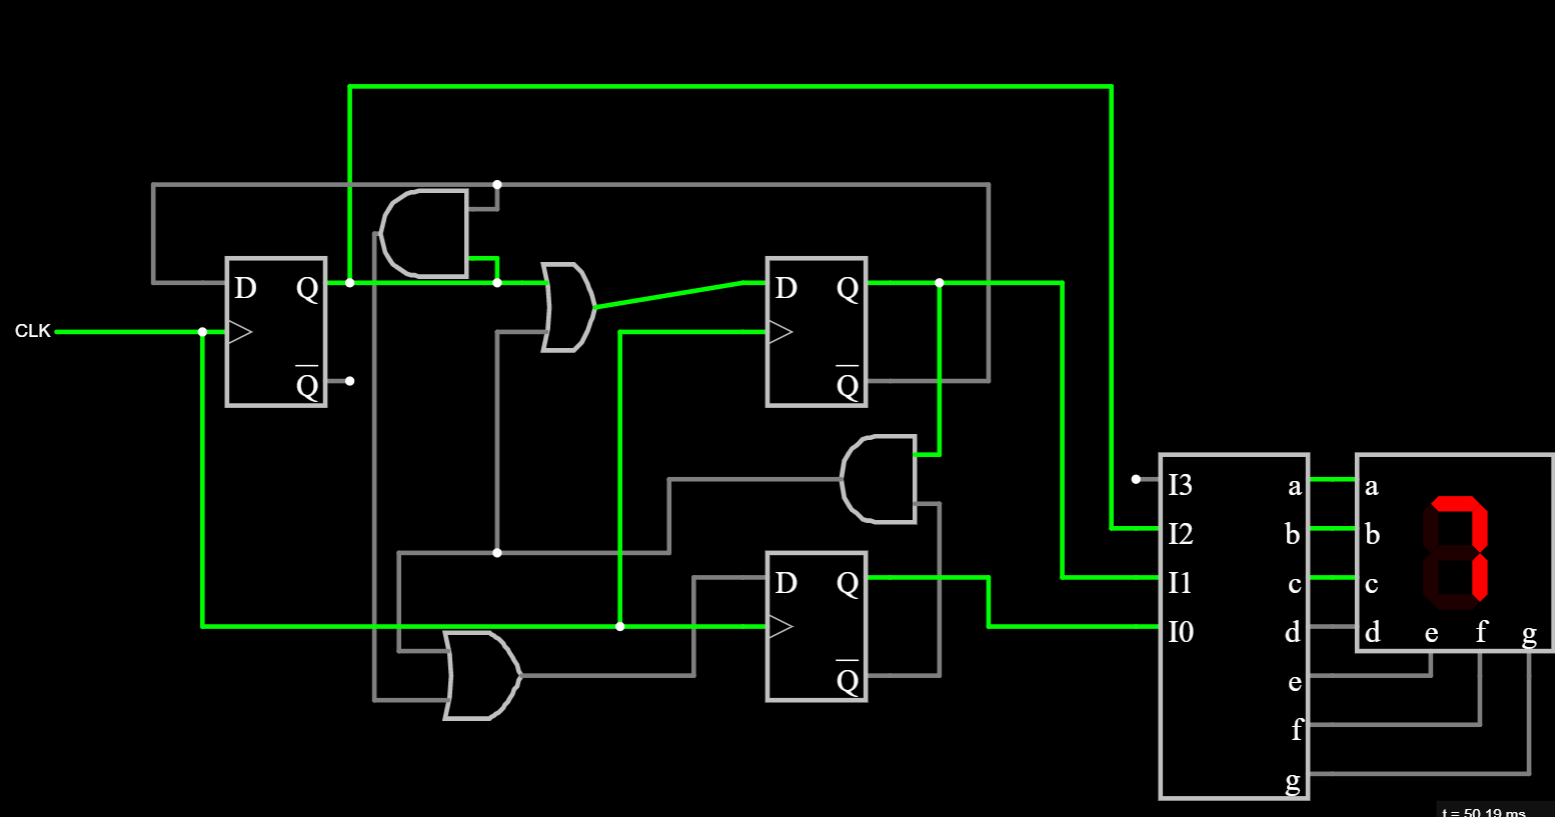 CLK
D Q
Q
D Q
Q
D Q
Q
I3 a
I2 b
I1 c
I0 d
e
f
g
a
b
c
d e f g
t = 50.19 ms